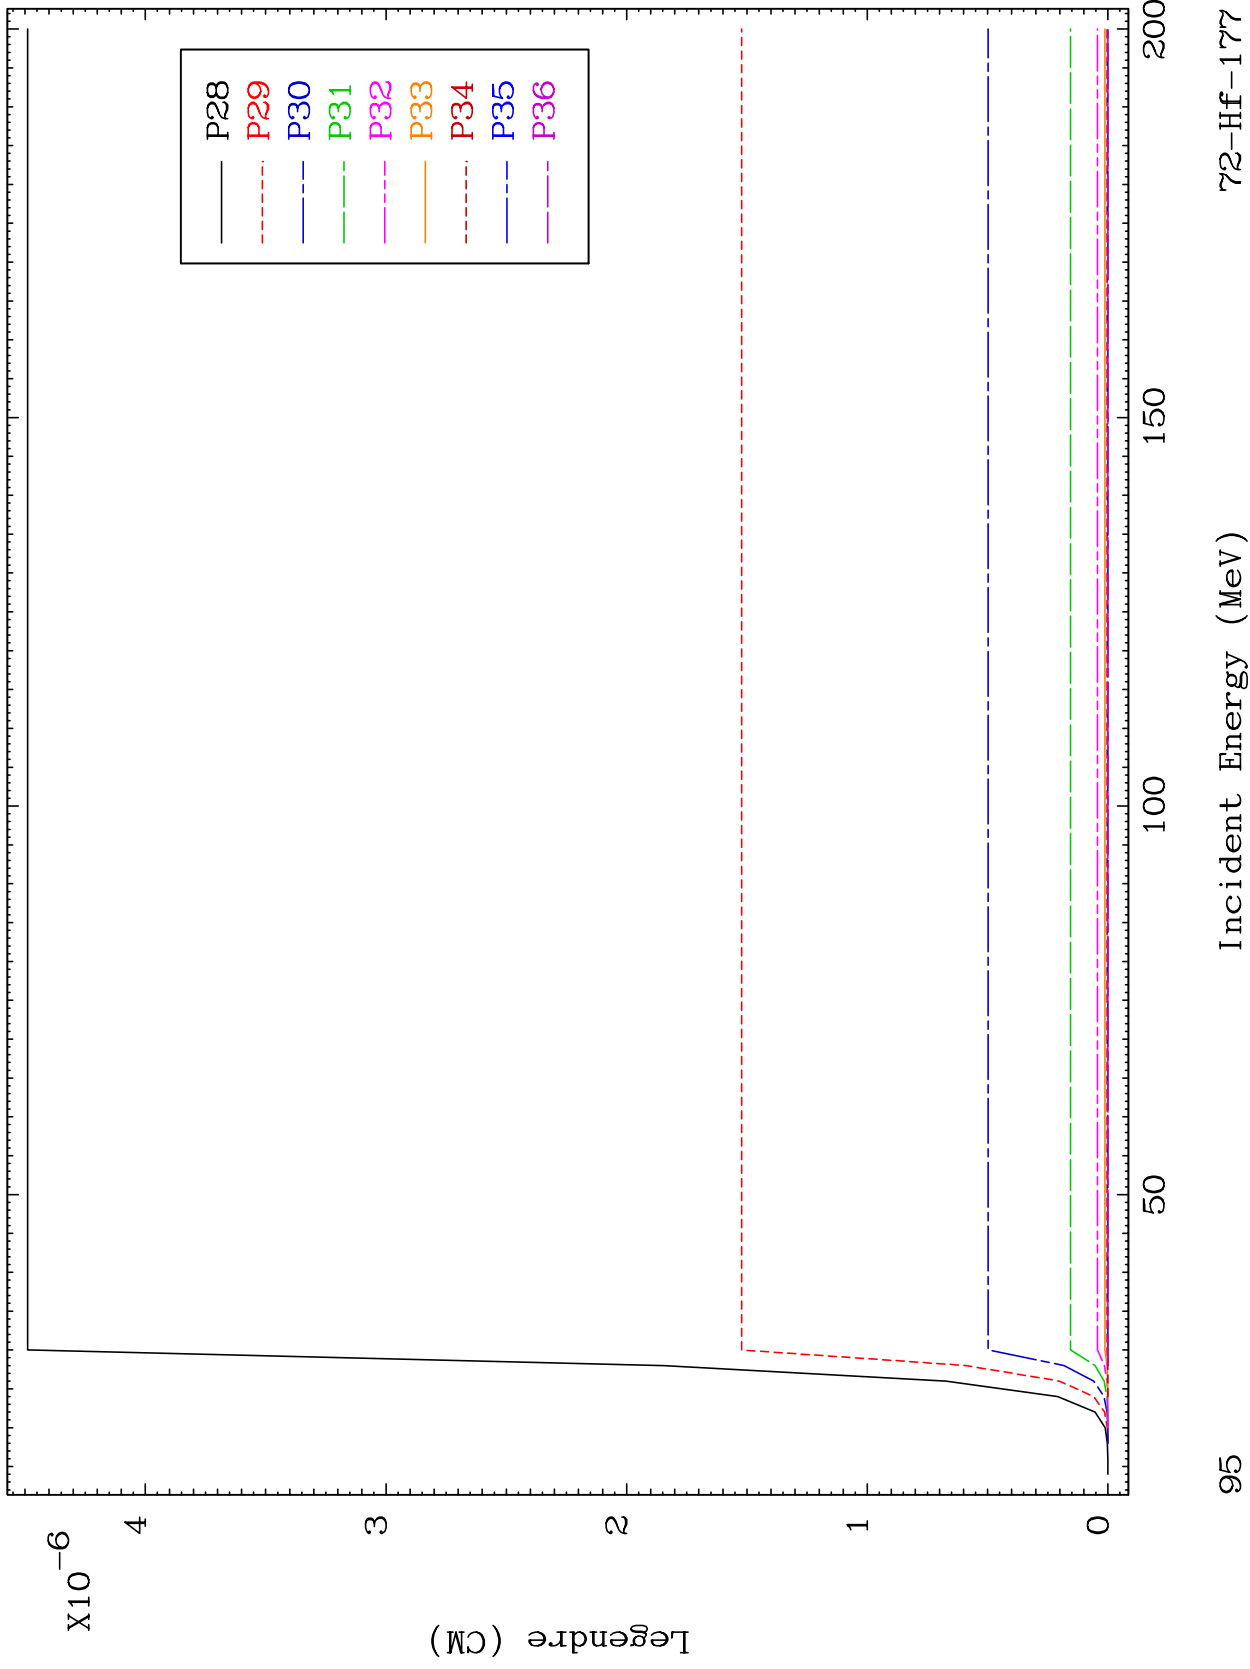 X10-6
4
3
2
1
0
Legendre (CM)
P28
P29
P30
P31
P32
P33
P34
P35
P36
50
100
150
200
Incident Energy (MeV)
95
72-Hf-177